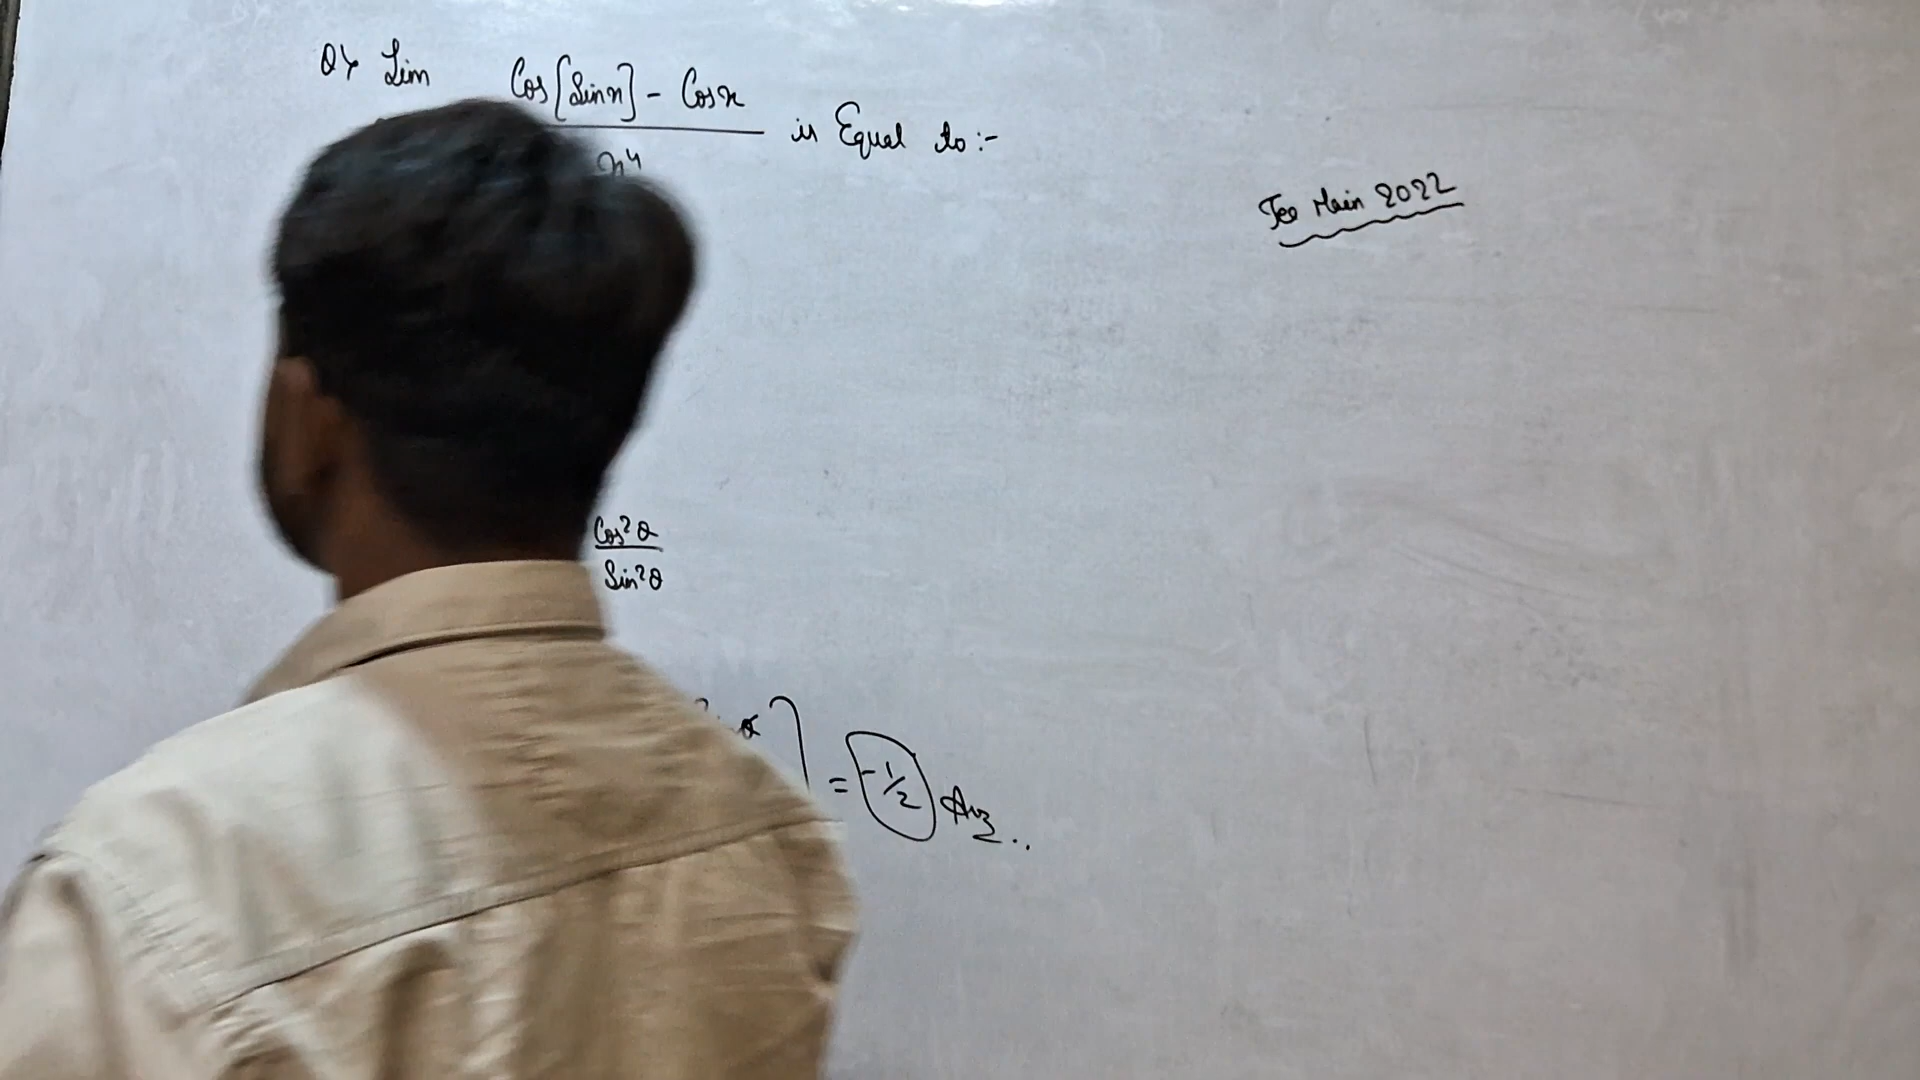 Q> Lim Cos[Sinx] - Cosx is Equal to :-
x⁴
Jee Main 2022
Cos²θ
Sin²θ
= -1/2 Ans..